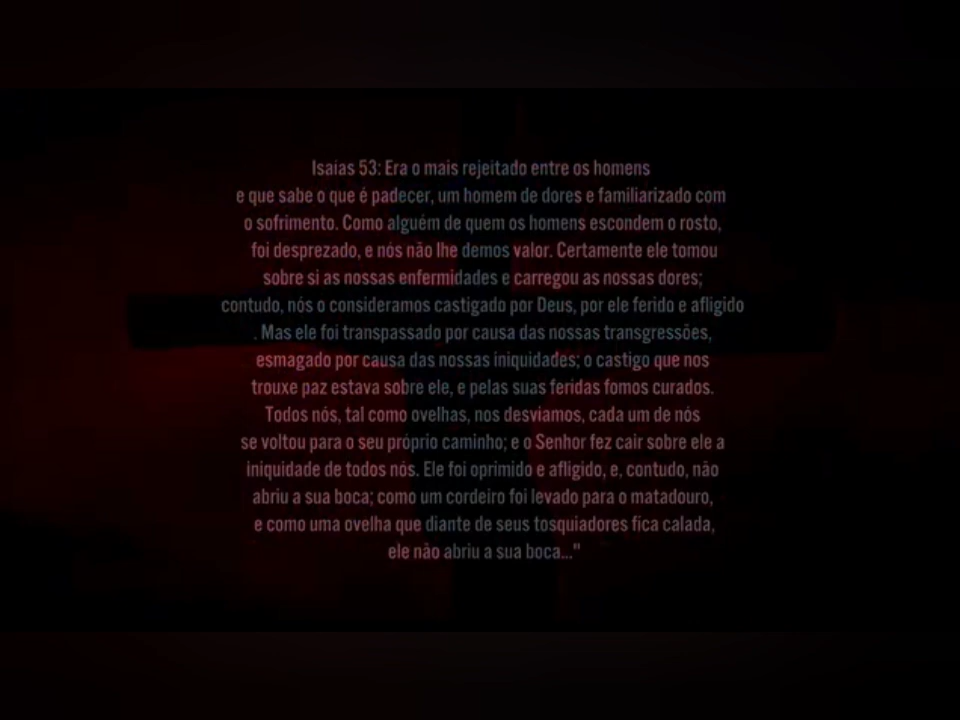 Isaías 53: Era o mais rejeitado entre os homens
e que sabe o que é padecer, um homem de dores e familiarizado com
o sofrimento. Como alguém de quem os homens escondem o rosto,
foi desprezado, e nós não lhe demos valor. Certamente ele tomou
sobre si as nossas enfermidades e carregou as nossas dores;
contudo, nós o consideramos castigado por Deus, por ele ferido e afligido
. Mas ele foi transpassado por causa das nossas transgressões,
esmagado por causa das nossas iniquidades; o castigo que nos
trouxe paz estava sobre ele, e pelas suas feridas fomos curados.
Todos nós, tal como ovelhas, nos desviamos, cada um de nós
se voltou para o seu próprio caminho; e o Senhor fez cair sobre ele a
iniquidade de todos nós. Ele foi oprimido e afligido, e, contudo, não
abriu a sua boca; como um cordeiro foi levado para o matadouro,
e como uma ovelha que diante de seus tosquiadores fica calada,
ele não abriu a sua boca..."